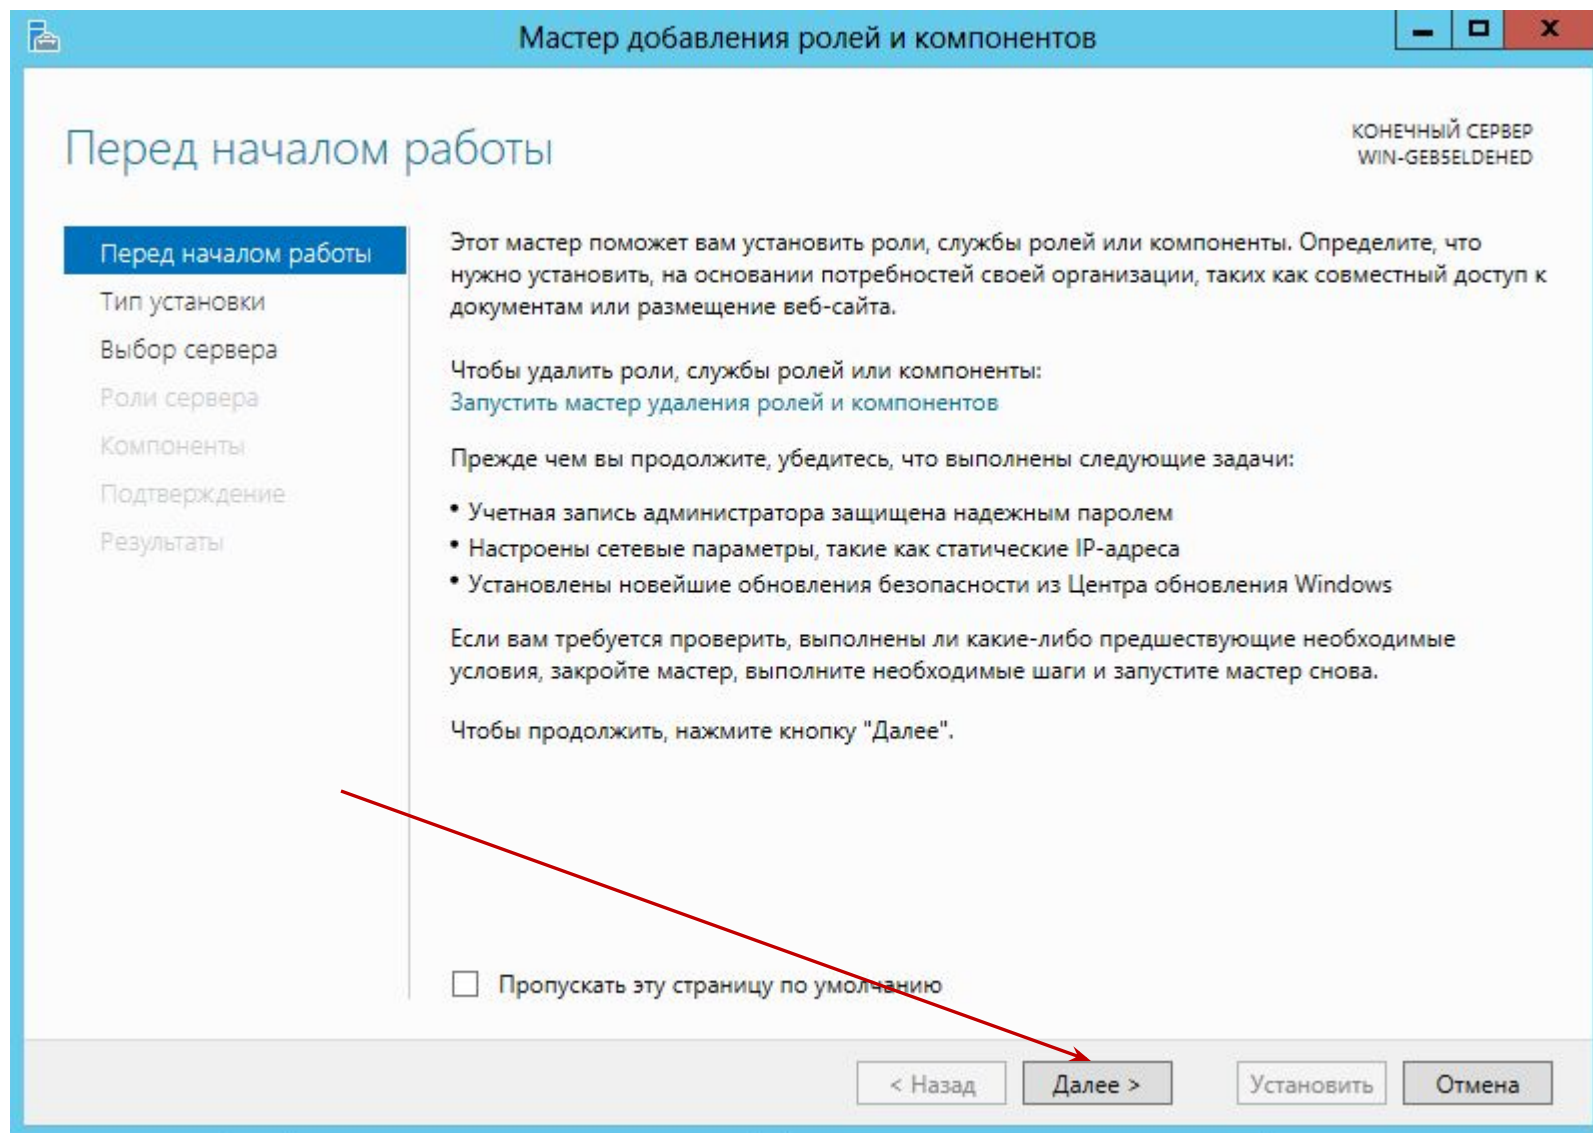 Мастер добавления ролей и компонентов
Перед началом работы
КОНЕЧНЫЙ СЕРВЕР
WIN-GEB5ELDEHED
Перед началом работы
Тип установки
Выбор сервера
Роли сервера
Компоненты
Подтверждение
Результаты
Этот мастер поможет вам установить роли, службы ролей или компоненты. Определите, что
нужно установить, на основании потребностей своей организации, таких как совместный доступ к
документам или размещение веб-сайта.
Чтобы удалить роли, службы ролей или компоненты:
Запустить мастер удаления ролей и компонентов
Прежде чем вы продолжите, убедитесь, что выполнены следующие задачи:
• Учетная запись администратора защищена надежным паролем
• Настроены сетевые параметры, такие как статические IP-адреса
• Установлены новейшие обновления безопасности из Центра обновления Windows
Если вам требуется проверить, выполнены ли какие-либо предшествующие необходимые
условия, закройте мастер, выполните необходимые шаги и запустите мастер снова.
Чтобы продолжить, нажмите кнопку "Далее".
Пропускать эту страницу по умолчанию
< Назад
Далее >
Установить
Отмена